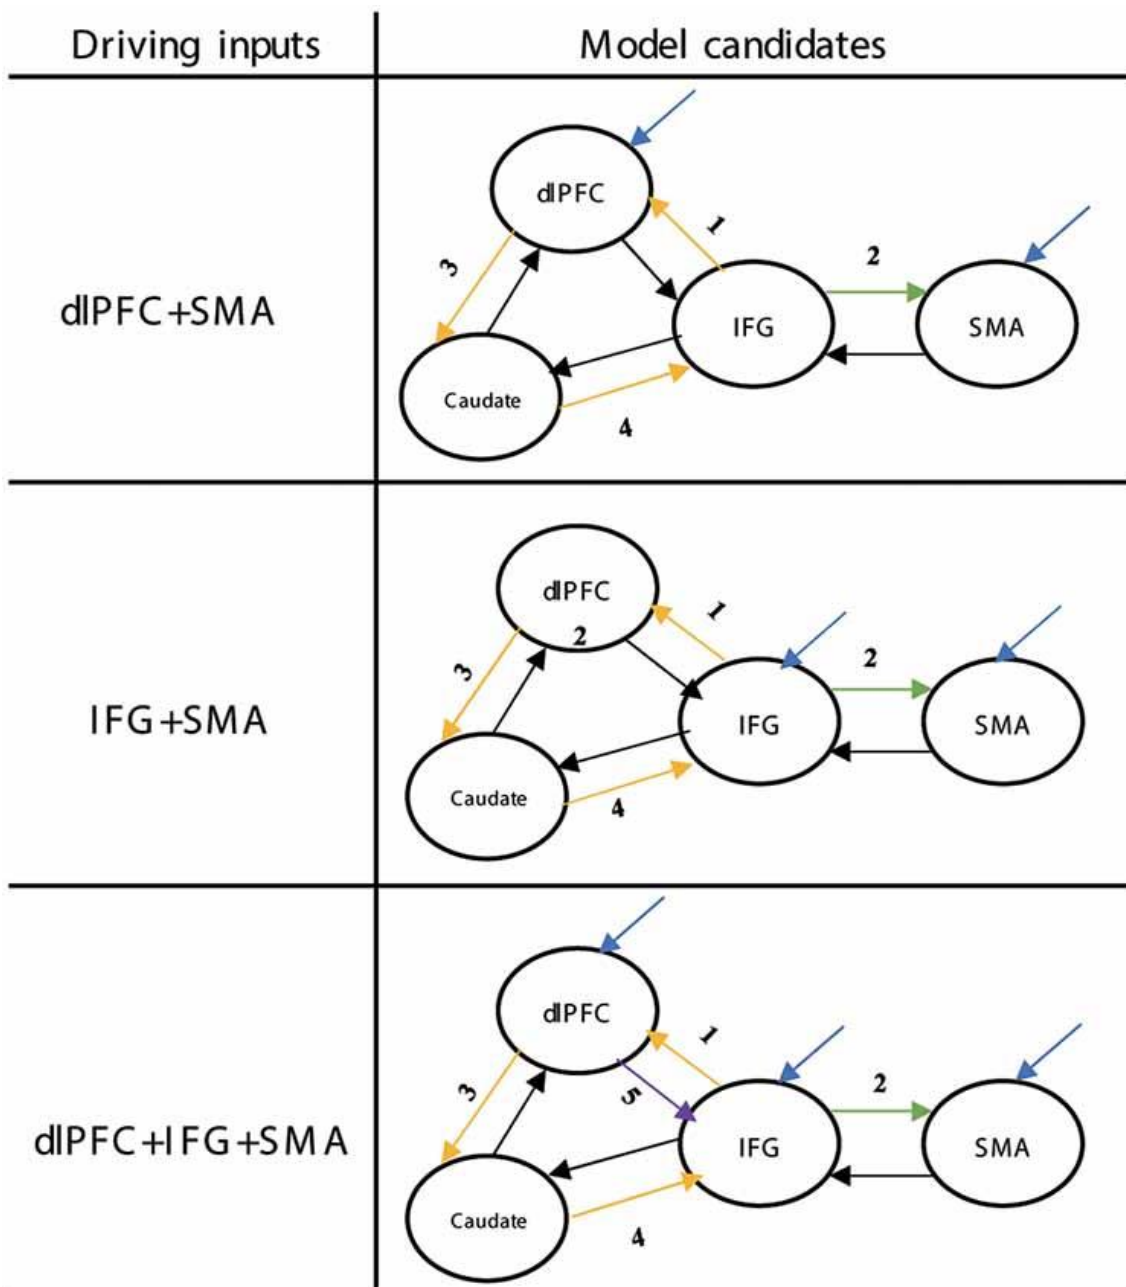 Driving inputs
Model candidates
dlPFC+SMA
dlPFC
1
2
3
IFG
SMA
Caudate
4
IFG+SMA
dlPFC
1
2
2
3
IFG
SMA
Caudate
4
dlPFC+IFG+SMA
dlPFC
1
2
3
5
IFG
SMA
Caudate
4